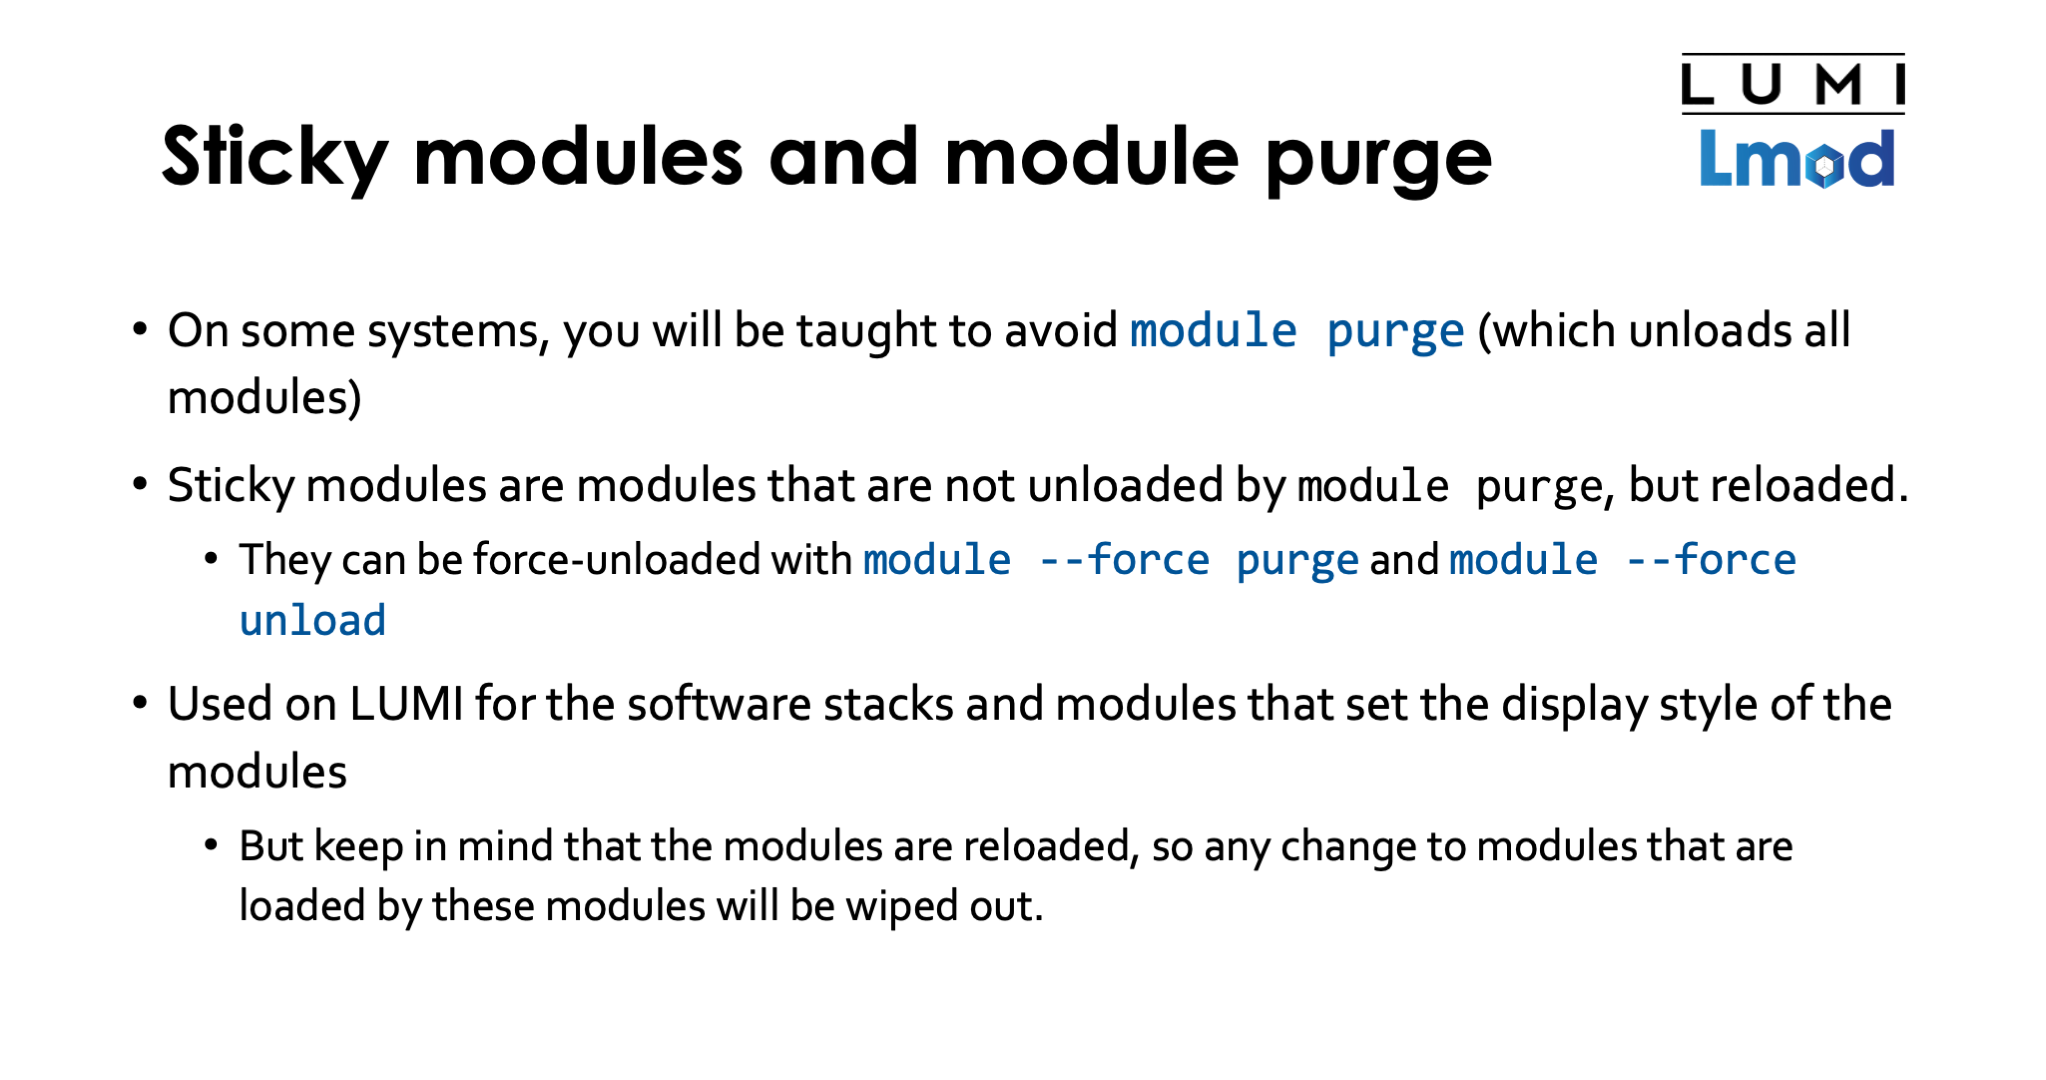 LUMI
Lmod
Sticky modules and module purge
• On some systems, you will be taught to avoid module purge (which unloads all
modules)
• Sticky modules are modules that are not unloaded by module purge, but reloaded.
• They can be force-unloaded with module --force purge and module --force
unload
• Used on LUMI for the software stacks and modules that set the display style of the
modules
• But keep in mind that the modules are reloaded, so any change to modules that are
loaded by these modules will be wiped out.